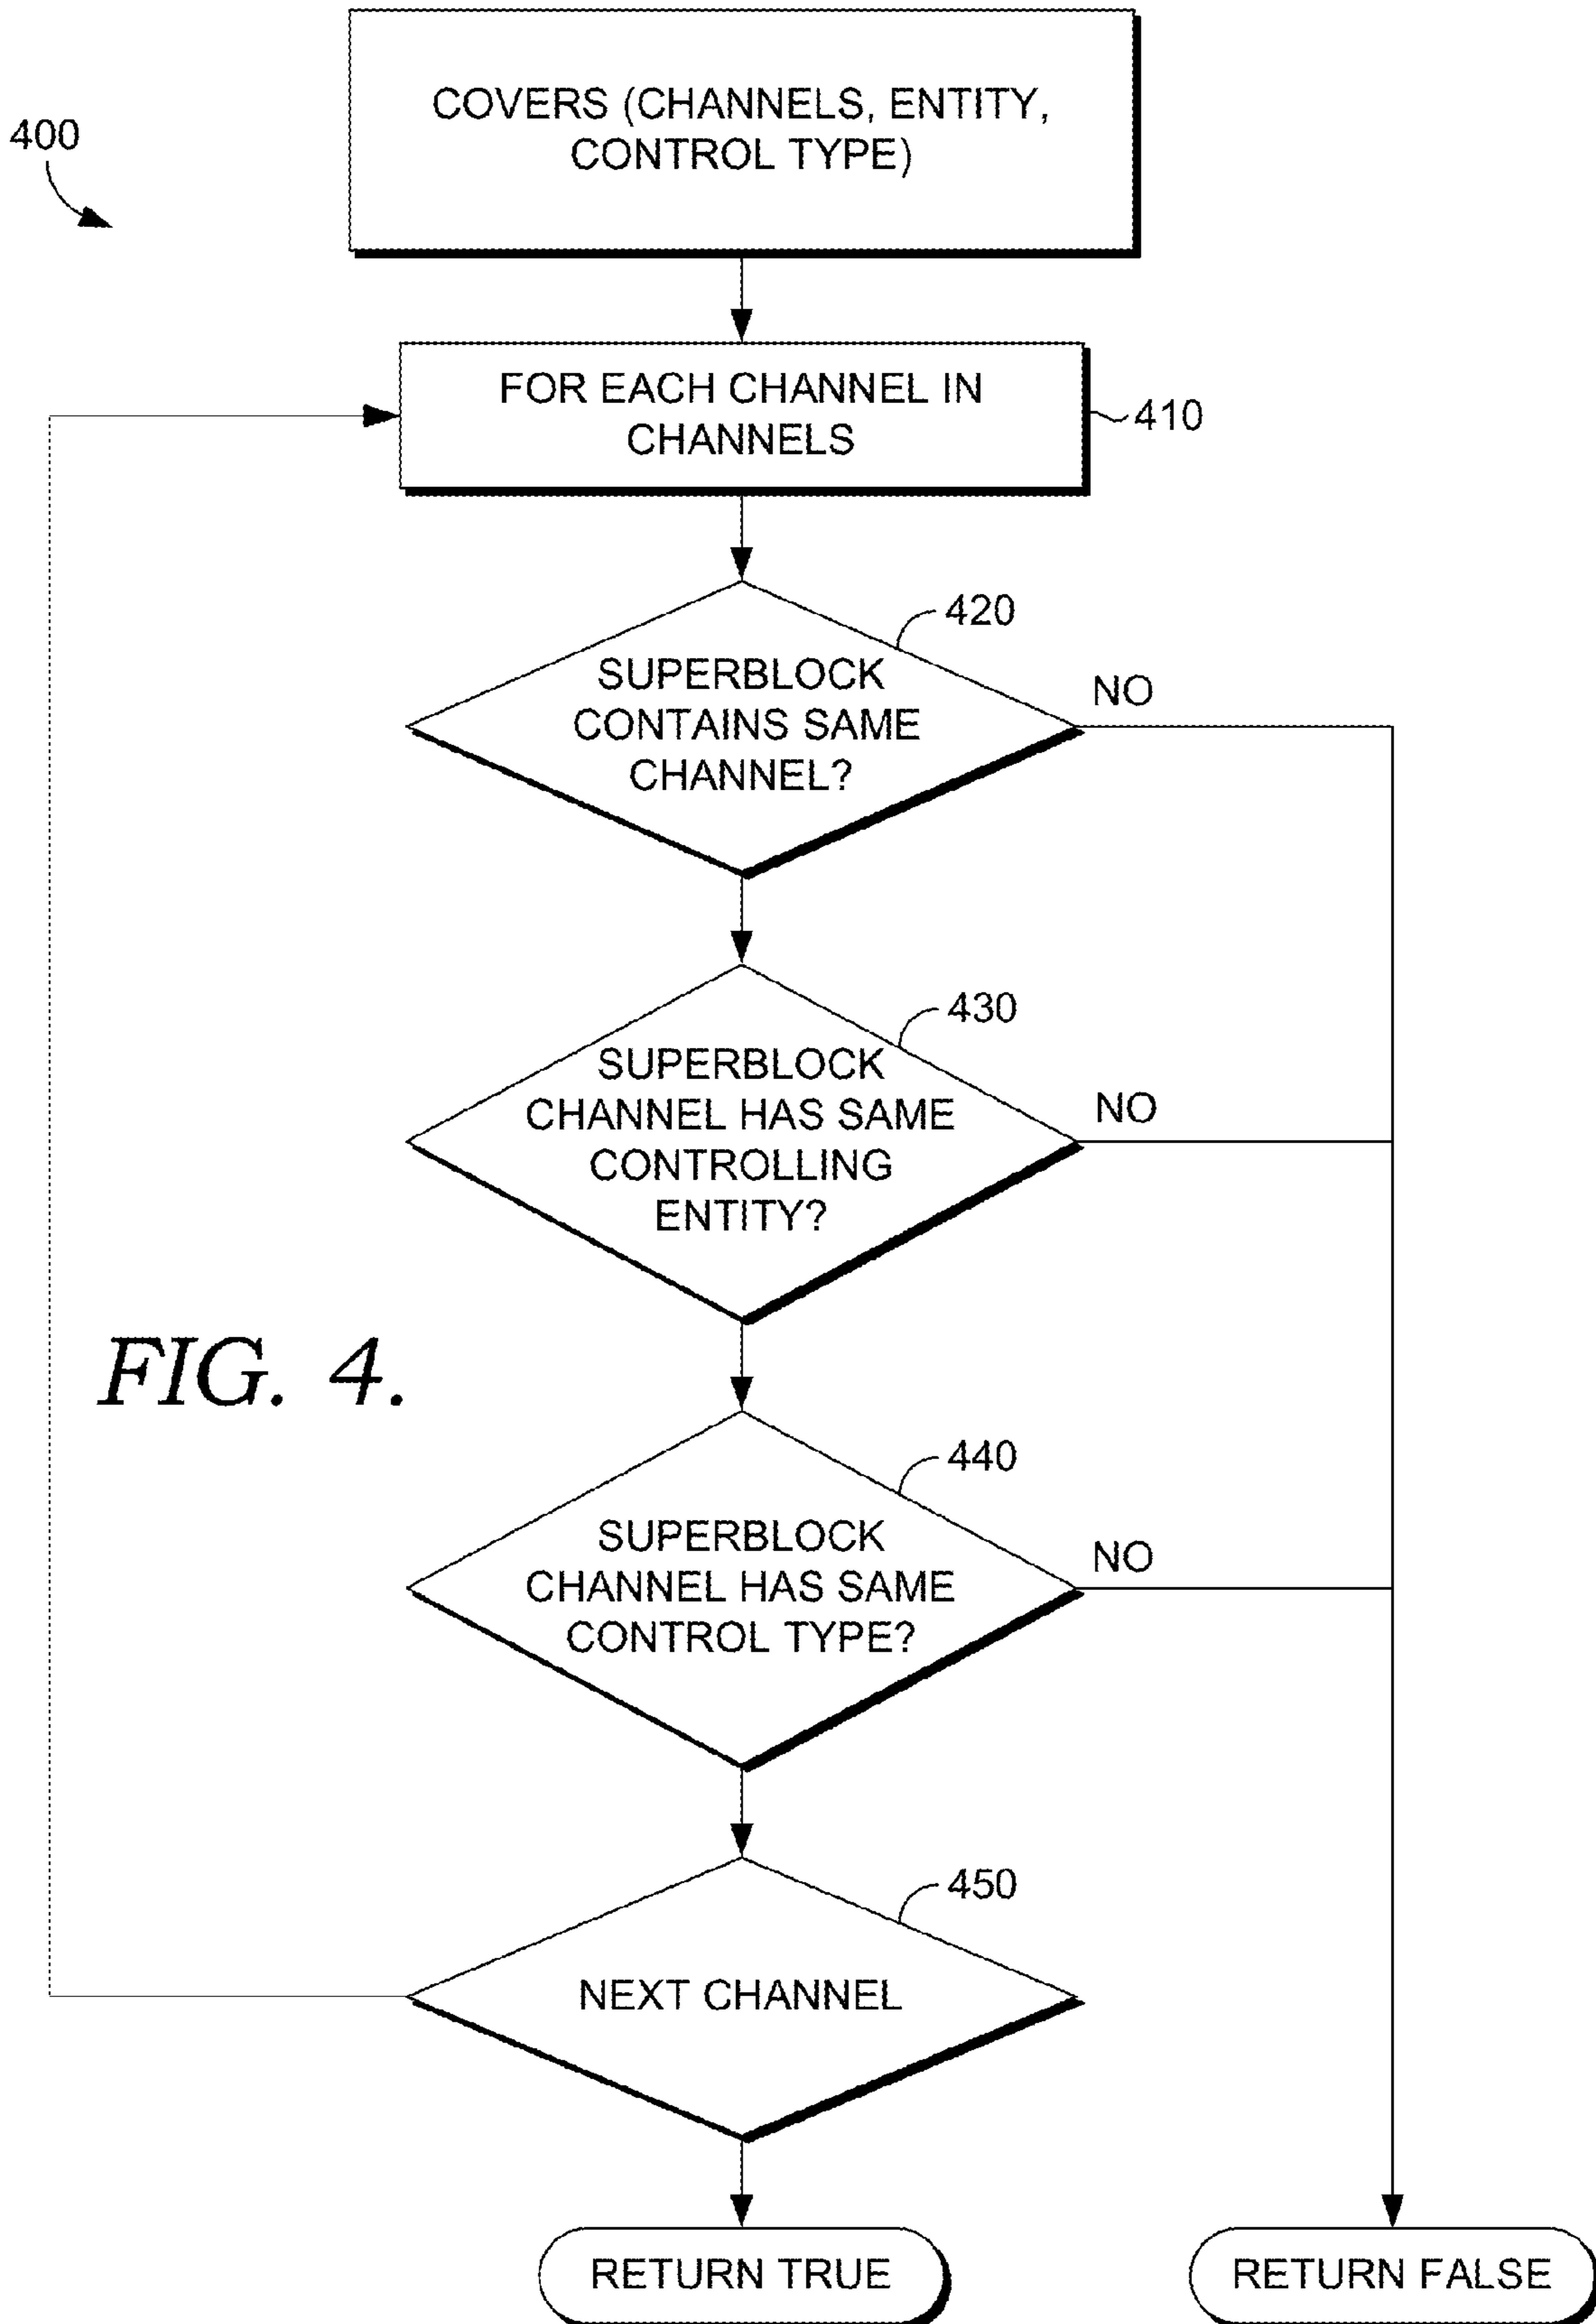 COVERS (CHANNELS, ENTITY,
CONTROL TYPE)
400
FOR EACH CHANNEL IN
CHANNELS
410
420
SUPERBLOCK
CONTAINS SAME
CHANNEL?
NO
430
SUPERBLOCK
CHANNEL HAS SAME
CONTROLLING
ENTITY?
NO
FIG. 4.
440
SUPERBLOCK
CHANNEL HAS SAME
CONTROL TYPE?
NO
450
NEXT CHANNEL
RETURN TRUE
RETURN FALSE